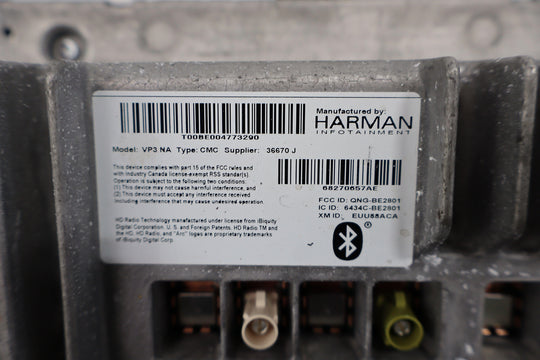 Manufactured by:
HARMAN
INFOTAINMENT
T00BE004773290
Model: VP3 NA Type: CMC Supplier: 36670 J
This device complies with part 15 of the FCC rules and
with Industry Canada license-exempt RSS standard(s).
Operation is subject to the following two conditions:
(1) This device may not cause harmful interference, and
(2) This device must accept any interference received
including interference that may cause undesired operation.
68270657AE
FCC ID: QNG-BE2801
IC ID: 6434C-BE2801
XM ID: EUU68ACA
HD Radio Technology manufactured under license from iBiquity
Digital Corporation. U.S. and Foreign Patents. HD Radio TM and
the HD, HD Radio, and "Arc" logos are proprietary trademarks
of iBiquity Digital Corp.
®